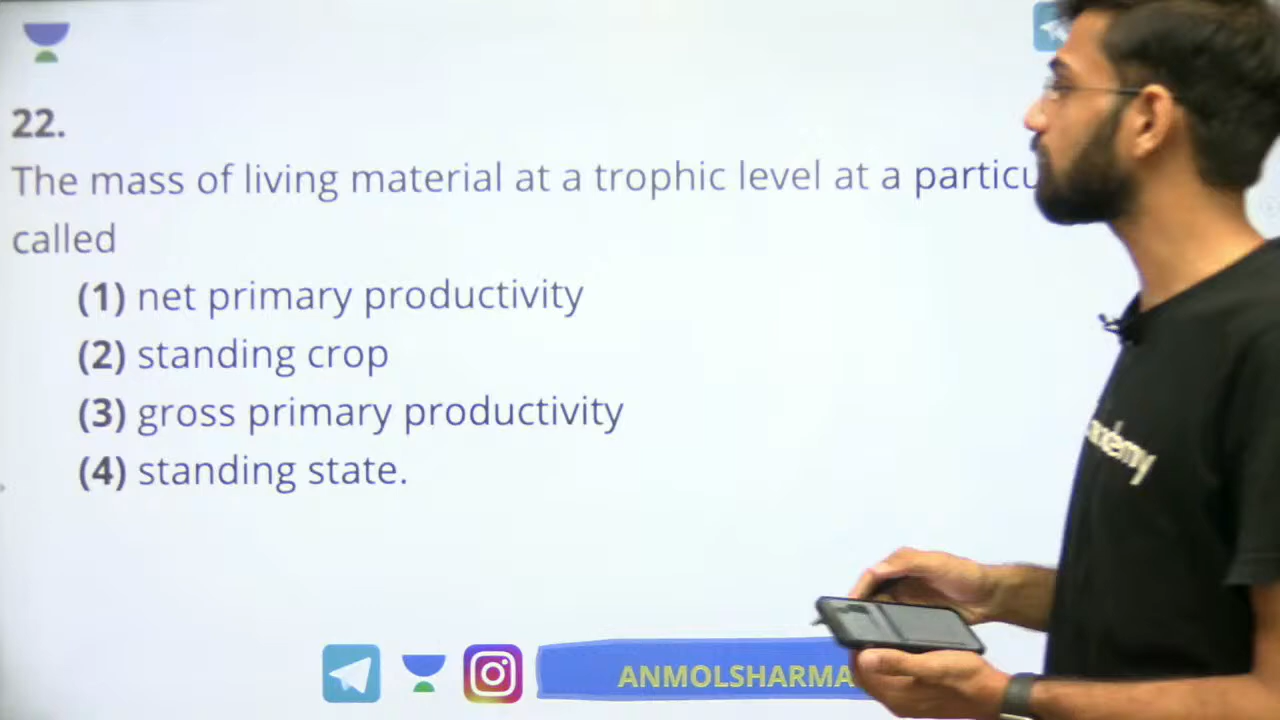 22.
The mass of living material at a trophic level at a
called
(1) net primary productivity
(2) standing crop
(3) gross primary productivity
(4) standing state.
ANMOLSHARMA